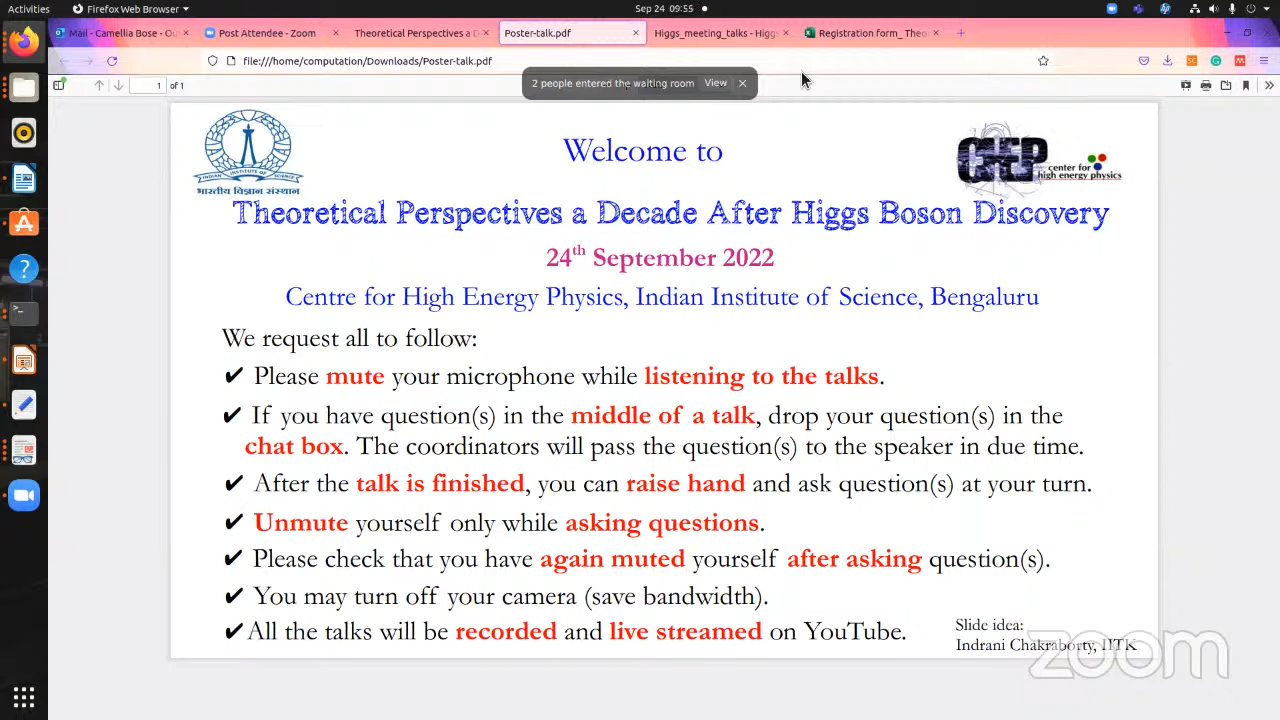 Activities
Firefox Web Browser
Sep 24 09:55
Mail - Camellia Bose - Ou
Post Attendee - Zoom
Theoretical Perspectives a D
Poster-talk.pdf
Higgs_meeting_talks - Higgs
Registration form_ Theo
file:///home/computation/Downloads/Poster-talk.pdf
1 of 1
2 people entered the waiting room View
INDIAN INSTITUTE OF SCIENCE
भारतीय विज्ञान संस्थान
Welcome to
CHEP center for
high energy physics
Theoretical Perspectives a Decade After Higgs Boson Discovery
24th September 2022
Centre for High Energy Physics, Indian Institute of Science, Bengaluru
We request all to follow:
✔ Please mute your microphone while listening to the talks.
✔ If you have question(s) in the middle of a talk, drop your question(s) in the
chat box. The coordinators will pass the question(s) to the speaker in due time.
✔ After the talk is finished, you can raise hand and ask question(s) at your turn.
✔ Unmute yourself only while asking questions.
✔ Please check that you have again muted yourself after asking question(s).
✔ You may turn off your camera (save bandwidth).
✔ All the talks will be recorded and live streamed on YouTube.
Slide idea:
Indrani Chakraborty, IITK
zoom